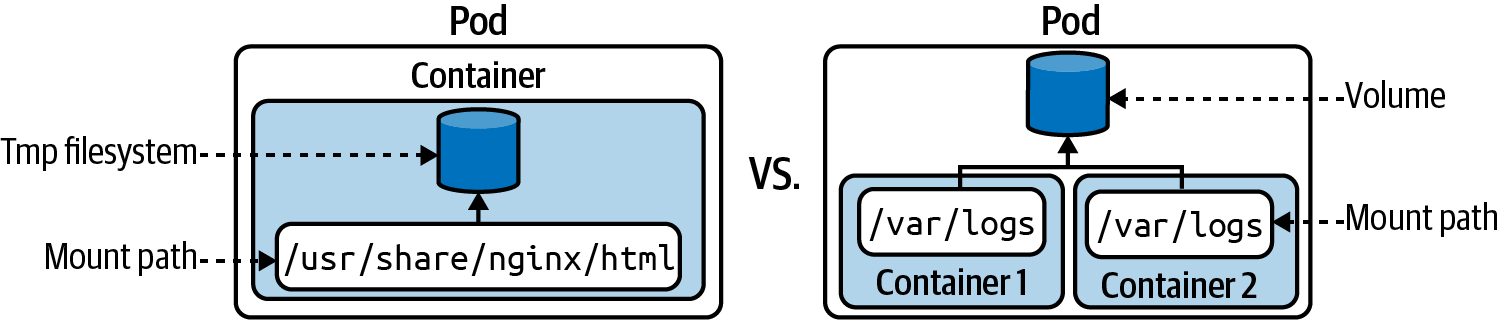 Pod
Container
Tmp filesystem
Mount path
/usr/share/nginx/html
VS.
Pod
Volume
/var/logs
/var/logs
Mount path
Container 1
Container 2